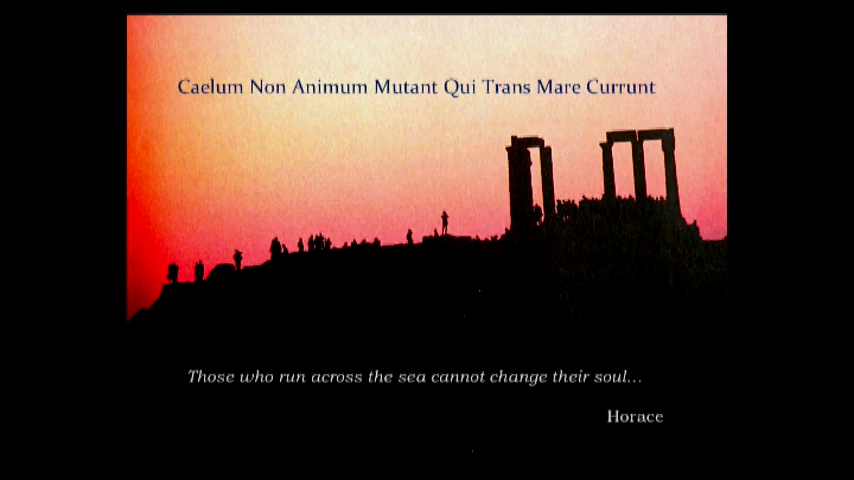 Caelum Non Animum Mutant Qui Trans Mare Currunt
Those who run across the sea cannot change their soul...
Horace